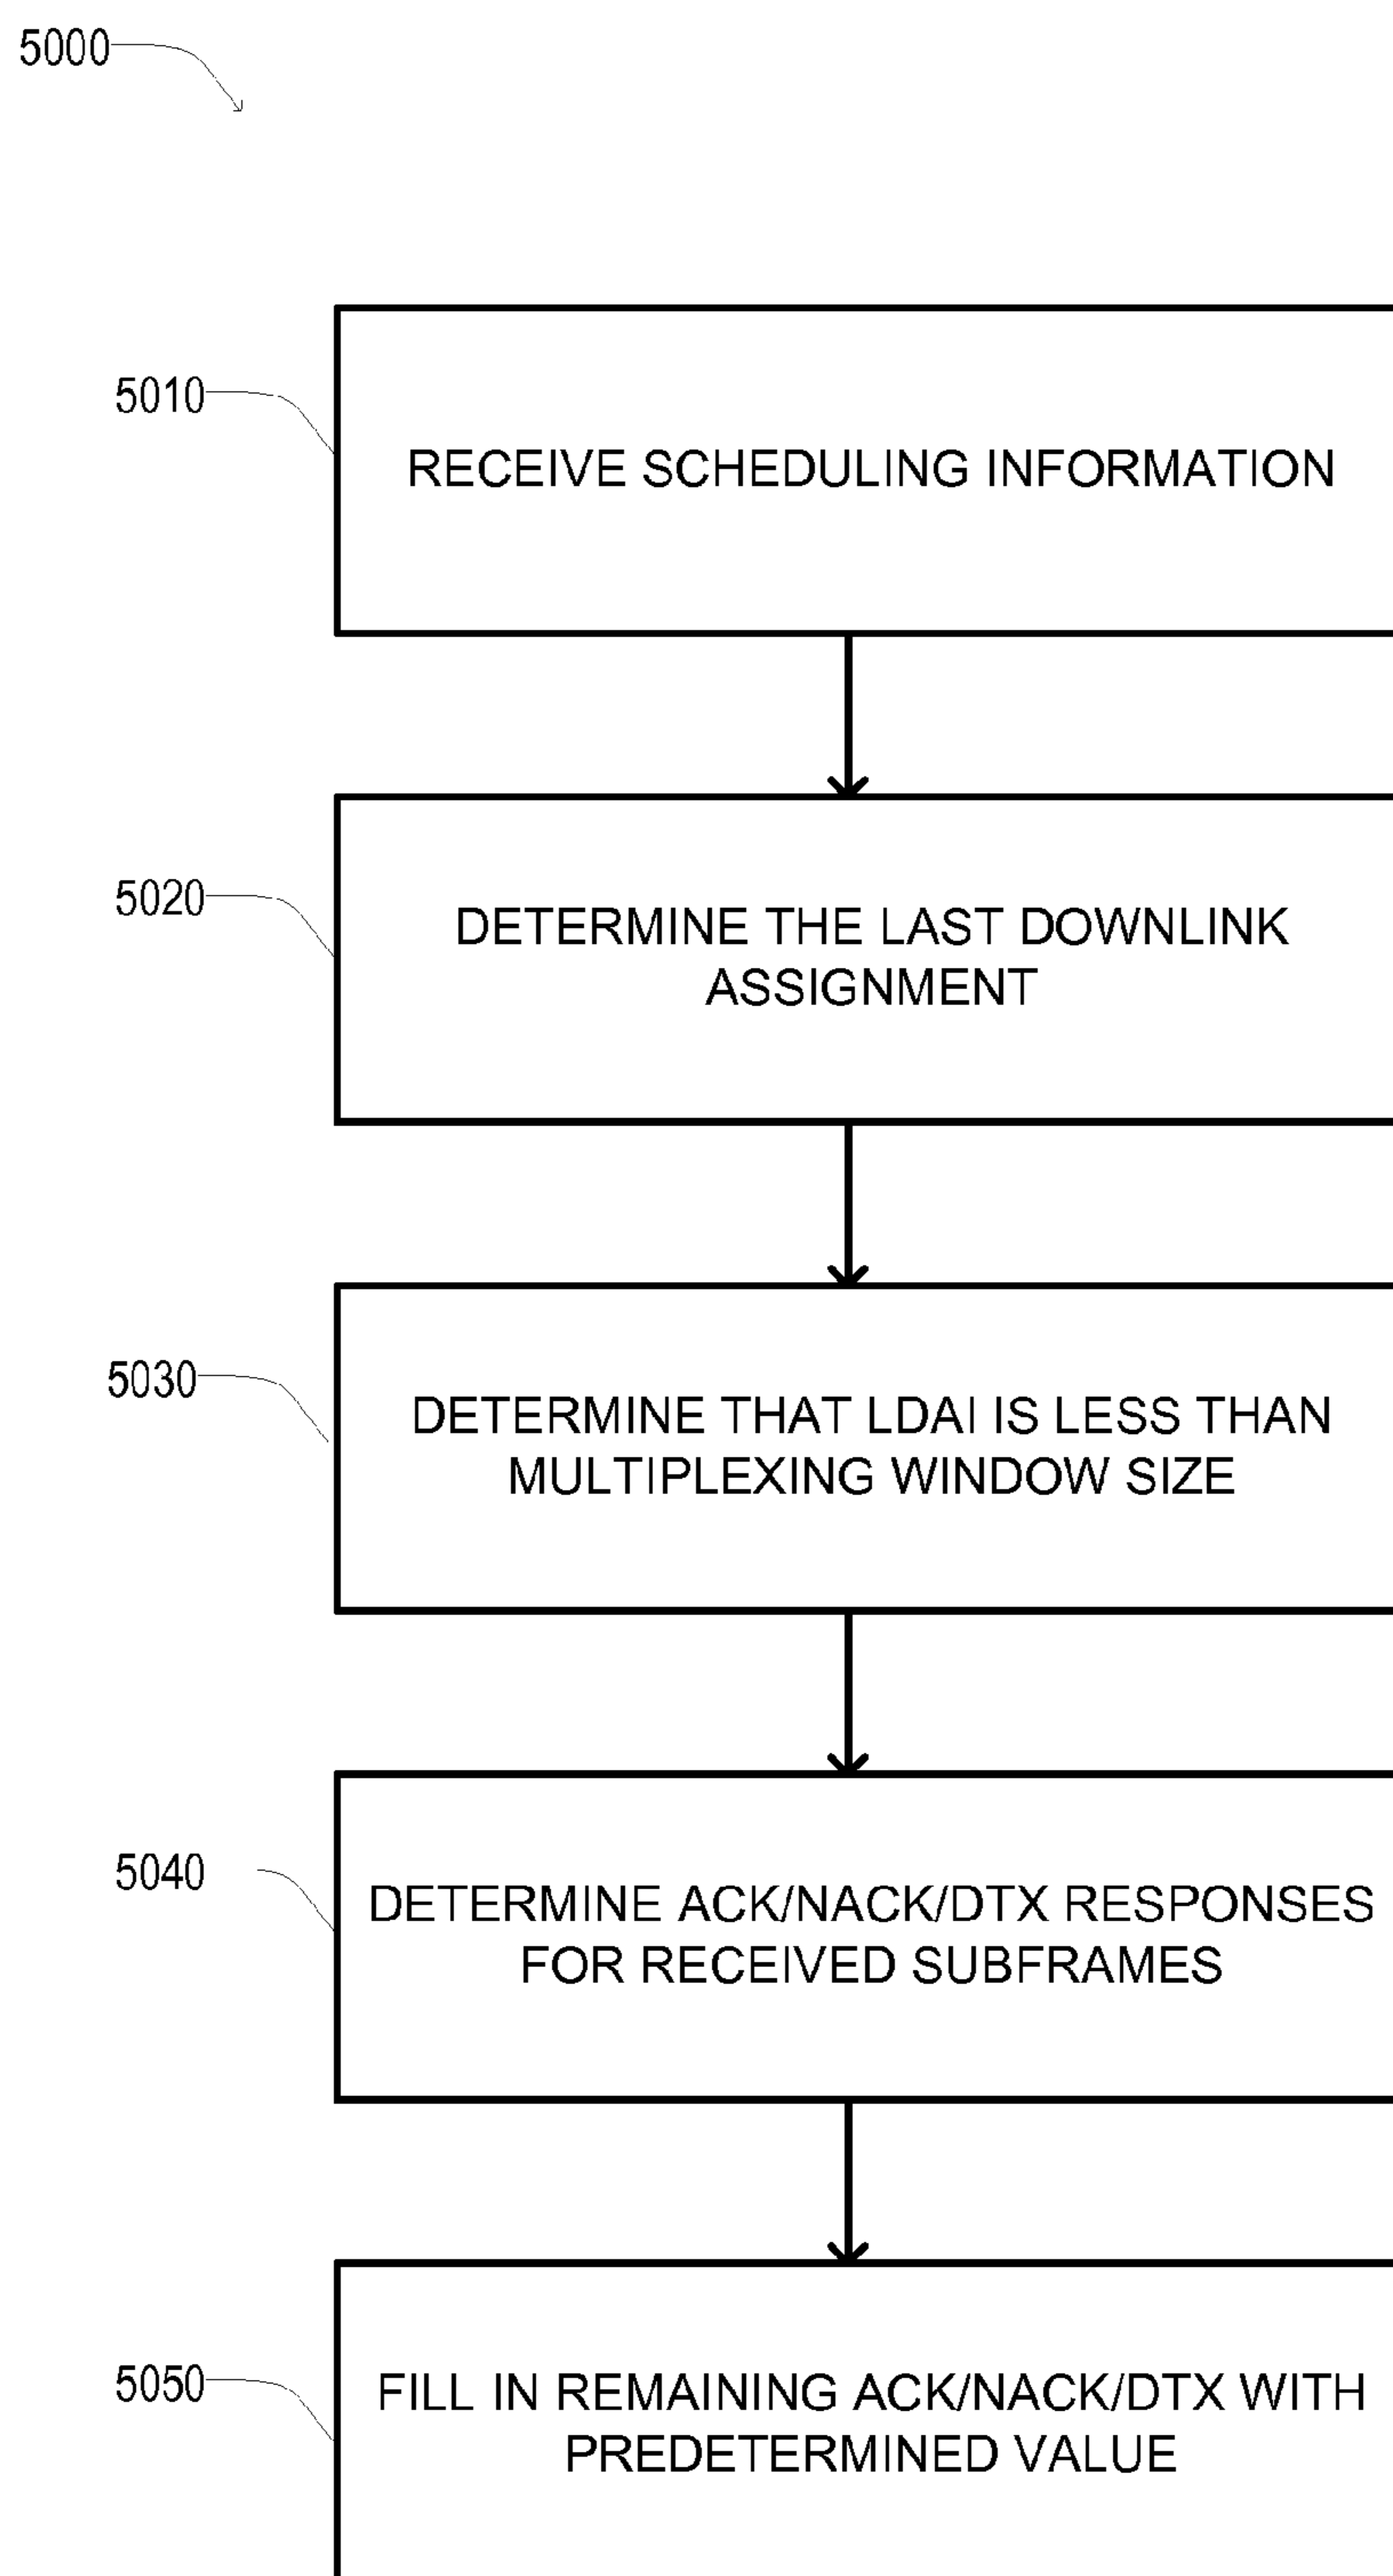 5000
5010
RECEIVE SCHEDULING INFORMATION
5020
DETERMINE THE LAST DOWNLINK
ASSIGNMENT
5030
DETERMINE THAT LDAI IS LESS THAN
MULTIPLEXING WINDOW SIZE
5040
DETERMINE ACK/NACK/DTX RESPONSES
FOR RECEIVED SUBFRAMES
5050
FILL IN REMAINING ACK/NACK/DTX WITH
PREDETERMINED VALUE